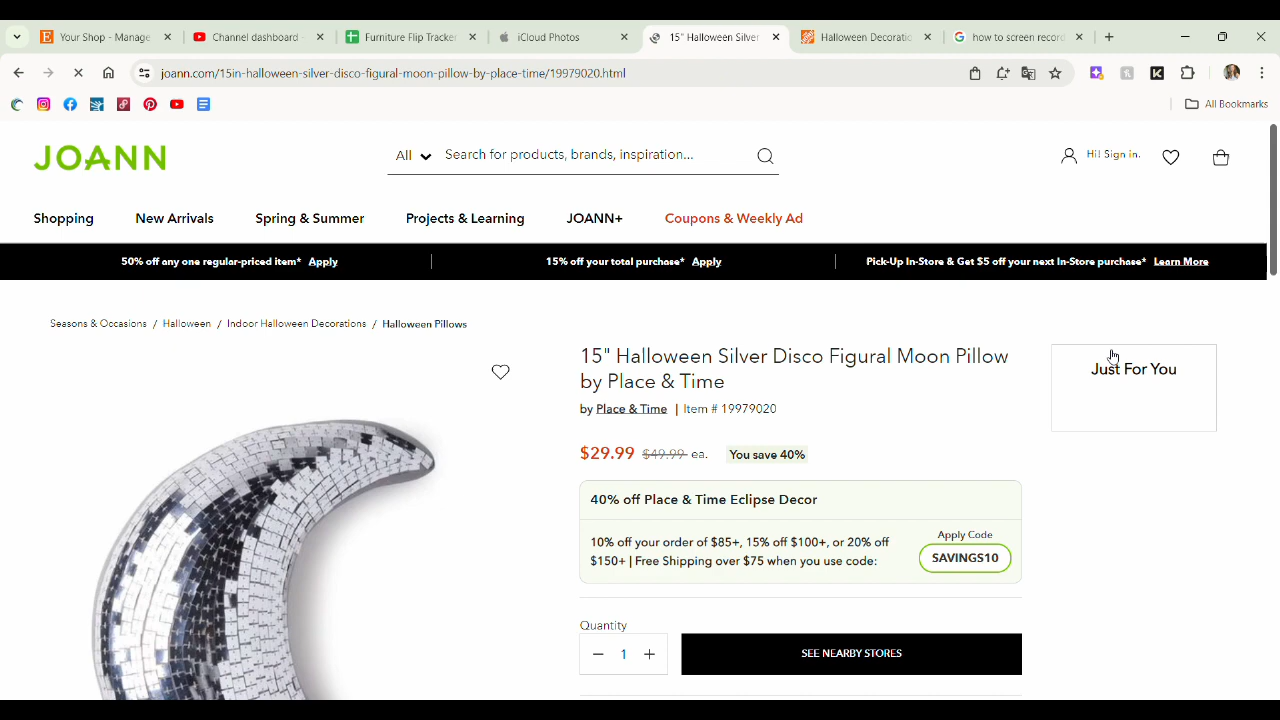 Your Shop - Manage
Channel dashboard
Furniture Flip Tracker
iCloud Photos
15" Halloween Silver
Halloween Decoratio
how to screen record
joann.com/15in-halloween-silver-disco-figural-moon-pillow-by-place-time/19979020.html
All Bookmarks
JOANN
All
Search for products, brands, inspiration...
Hi! Sign in.
Shopping
New Arrivals
Spring & Summer
Projects & Learning
JOANN+
Coupons & Weekly Ad
50% off any one regular-priced item* Apply
15% off your total purchase* Apply
Pick-Up In-Store & Get $5 off your next In-Store purchase* Learn More
Seasons & Occasions / Halloween / Indoor Halloween Decorations / Halloween Pillows
15" Halloween Silver Disco Figural Moon Pillow
by Place & Time
by Place & Time | Item # 19979020
Just For You
$29.99 $49.99 ea. You save 40%
40% off Place & Time Eclipse Decor
10% off your order of $85+, 15% off $100+, or 20% off
$150+ | Free Shipping over $75 when you use code:
Apply Code
SAVINGS10
Quantity
− 1 +
SEE NEARBY STORES